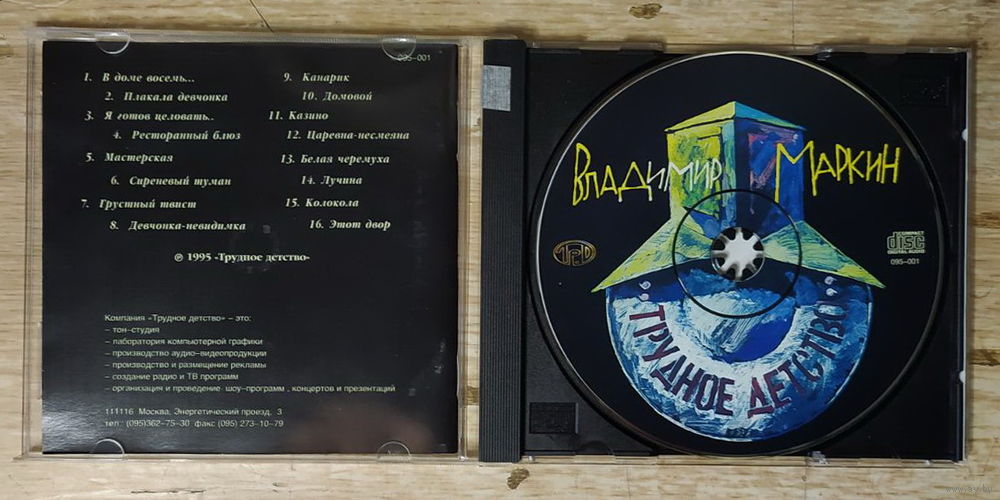 095-001
1. В доме восемь...
2. Плакала девчонка
3. Я готов целовать..
4. Ресторанный блюз
5. Мастерская
6. Сиреневый туман
7. Грустный твист
8. Девчонка-невидимка
9. Канарик
10. Домовой
11. Казино
12. Царевна-несмеяна
13. Белая черемуха
14. Лучина
15. Колокола
16. Этот двор
℗ 1995 «Трудное детство»
Компания «Трудное детство» – это:
– тон-студия
– лаборатория компьютерной графики
– производство аудио-видеопродукции
– производство и размещение рекламы
– создание радио и ТВ программ
– организация и проведение шоу-программ , концертов и презентаций
111116 Москва, Энергетический проезд, 3
тел.: (095)362-75-30 факс (095) 273-10-79
Владимир Маркин
COMPACT
disc
DIGITAL AUDIO
095-001
"Трудное детство"